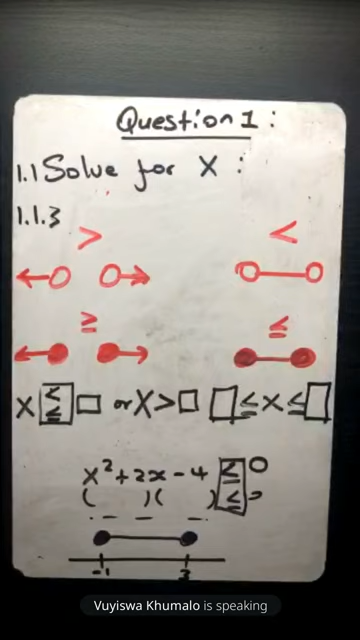 Question 1 :
1.1 Solve for X :
1.1.3
> <
≥ ≤
X ≤ □ or X > □ □ ≤ x ≤ □
x² + 2x - 4 ≤ 0
( )( ) ≤ 0
-1 3
Vuyiswa Khumalo is speaking